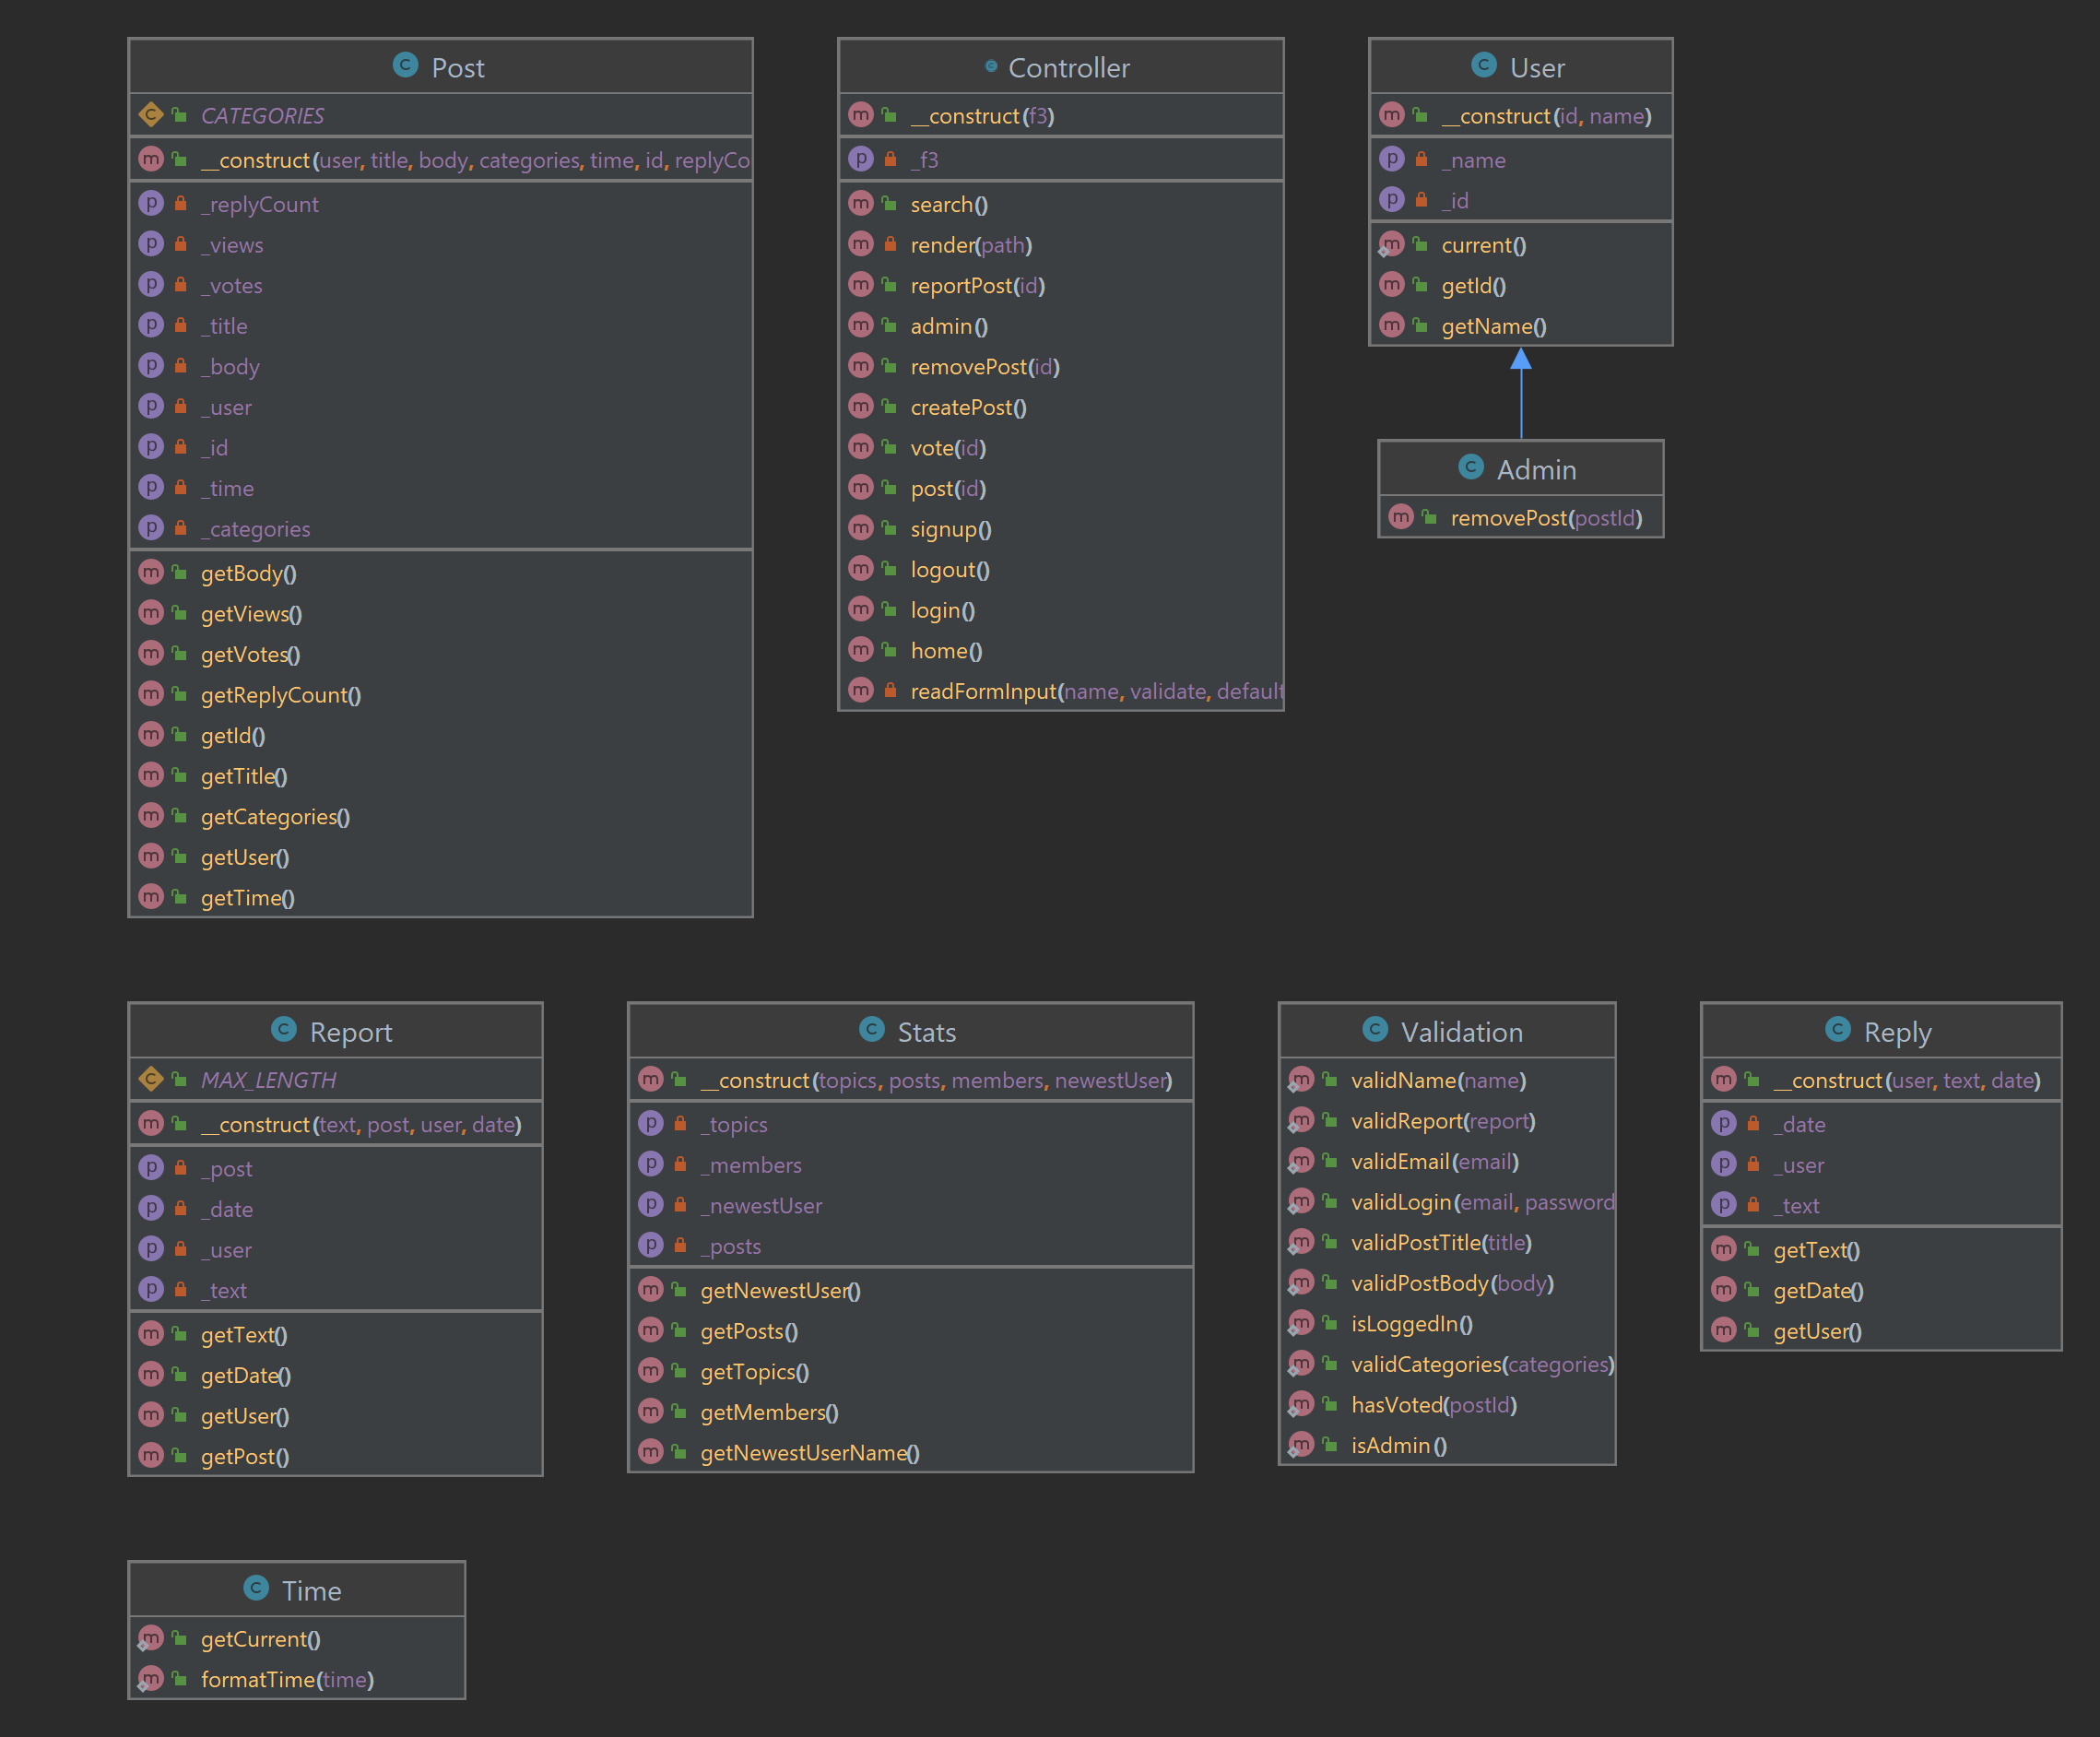 Post
CATEGORIES
__construct(user, title, body, categories, time, id, replyCo
_replyCount
_views
_votes
_title
_body
_user
_id
_time
_categories
getBody()
getViews()
getVotes()
getReplyCount()
getId()
getTitle()
getCategories()
getUser()
getTime()
Controller
__construct(f3)
_f3
search()
render(path)
reportPost(id)
admin()
removePost(id)
createPost()
vote(id)
post(id)
signup()
logout()
login()
home()
readFormInput(name, validate, default
User
__construct(id, name)
_name
_id
current()
getId()
getName()
Admin
removePost(postId)
Report
MAX_LENGTH
__construct(text, post, user, date)
_post
_date
_user
_text
getText()
getDate()
getUser()
getPost()
Stats
__construct(topics, posts, members, newestUser)
_topics
_members
_newestUser
_posts
getNewestUser()
getPosts()
getTopics()
getMembers()
getNewestUserName()
Validation
validName(name)
validReport(report)
validEmail(email)
validLogin(email, password
validPostTitle(title)
validPostBody(body)
isLoggedIn()
validCategories(categories)
hasVoted(postId)
isAdmin()
Reply
__construct(user, text, date)
_date
_user
_text
getText()
getDate()
getUser()
Time
getCurrent()
formatTime(time)